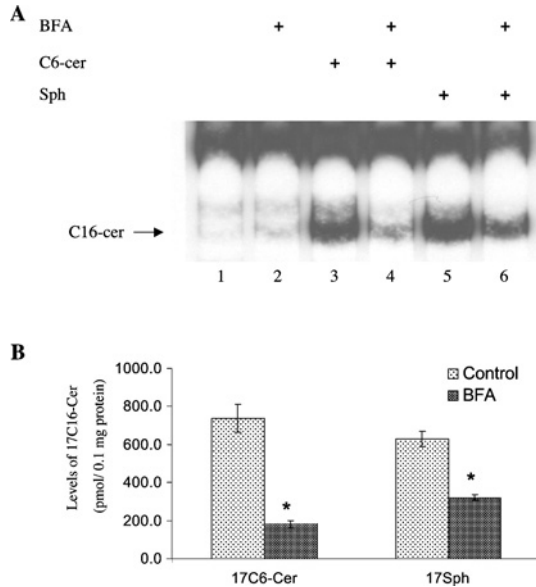 A
BFA + + +
C6-cer + +
Sph + +
C16-cer
1 2 3 4 5 6
B
Levels of 17C16-Cer
(pmol/ 0.1 mg protein)
1000.0
800.0
600.0
400.0
200.0
0.0
Control
BFA
*
*
17C6-Cer 17Sph